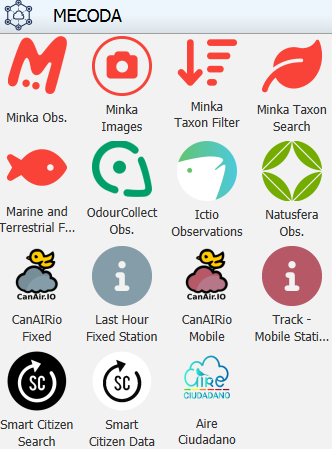 MECODA
Minka Obs.
Minka
Images
Minka
Taxon Filter
Minka Taxon
Search
Marine and
Terrestrial F...
OdourCollect
Obs.
Ictio
Observations
Natusfera
Obs.
CanAir.IO
CanAIRio
Fixed
Last Hour
Fixed Station
CanAir.IO
CanAIRio
Mobile
Track -
Mobile Stati...
SC
Smart Citizen
Search
SC
Smart
Citizen Data
aire
CIUDADANO
Aire
Ciudadano